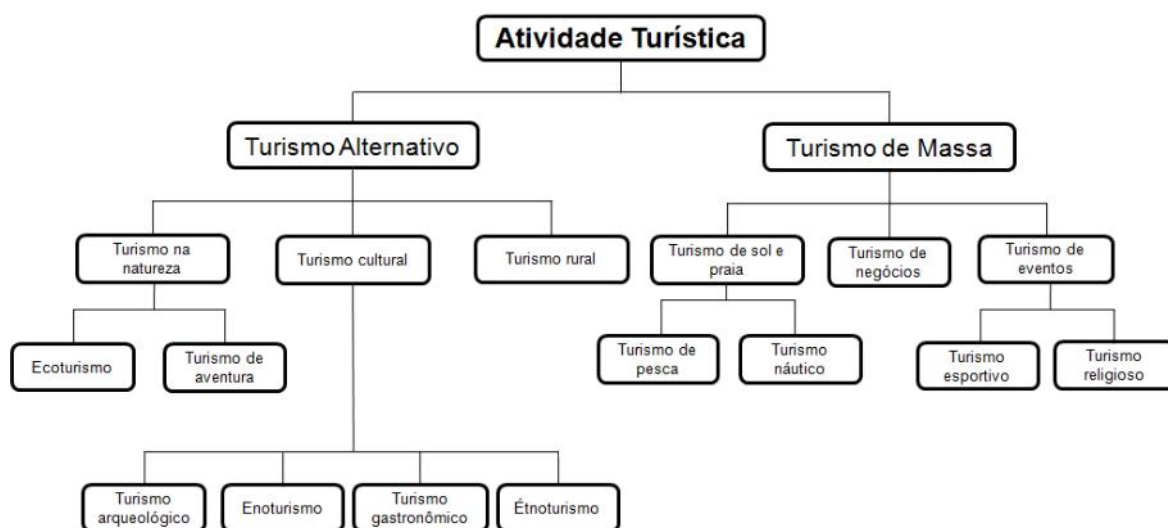 Atividade Turística
Turismo Alternativo
Turismo de Massa
Turismo na
natureza
Turismo cultural
Turismo rural
Turismo de sol e
praia
Turismo de
negócios
Turismo de
eventos
Ecoturismo
Turismo de
aventura
Turismo de
pesca
Turismo
náutico
Turismo
esportivo
Turismo
religioso
Turismo
arqueológico
Enoturismo
Turismo
gastronômico
Étnoturismo